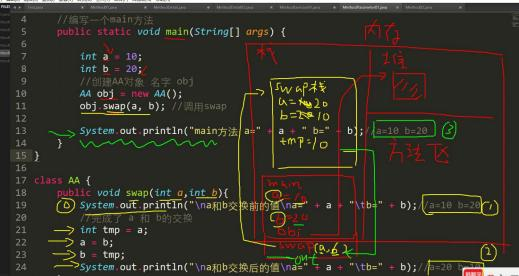 4 //编写一个main方法
5 public static void main(String[] args) {
6
7 int a = 10;
8 int b = 20;
9 //创建AA对象 名字 obj
10 AA obj = new AA();
11 obj.swap(a, b); //调用swap
12
13 System.out.println("main方法 a=" + a + " b=" + b);//a=10 b=20 ③
14 }
15 }
16
17 class AA {
18 public void swap(int a,int b){
19 System.out.println("\na和b交换前的值\na=" + a + "\tb=" + b);//a=10 b=20 ①
20 //完成了 a 和 b的交换
21 int tmp = a;
22 a = b;
23 b = tmp;
24 System.out.println("\na和b交换后的值\na=" + a + "\tb=" + b);//a=20 b=10 ②
内存
栈
swap栈
a=20
b=10
tmp=10
方法区
main
b=20
obj
swap(a,b)